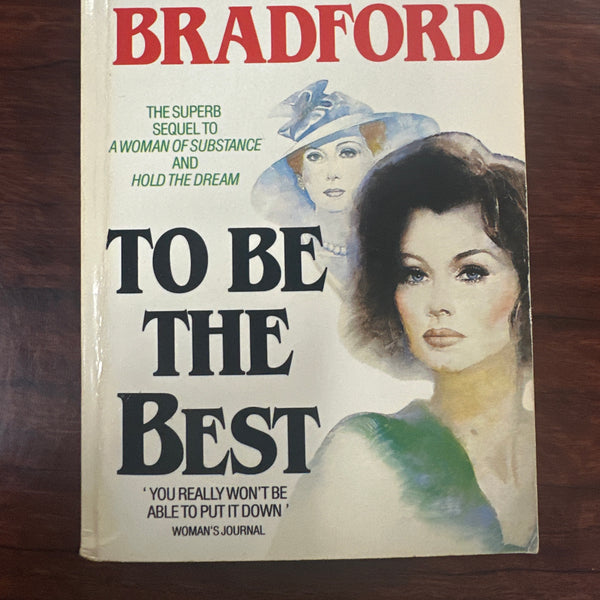 BRADFORD
THE SUPERB
SEQUEL TO
A WOMAN OF SUBSTANCE
AND
HOLD THE DREAM
TO BE
THE
BEST
‘ YOU REALLY WON'T BE
ABLE TO PUT IT DOWN ’
WOMAN'S JOURNAL